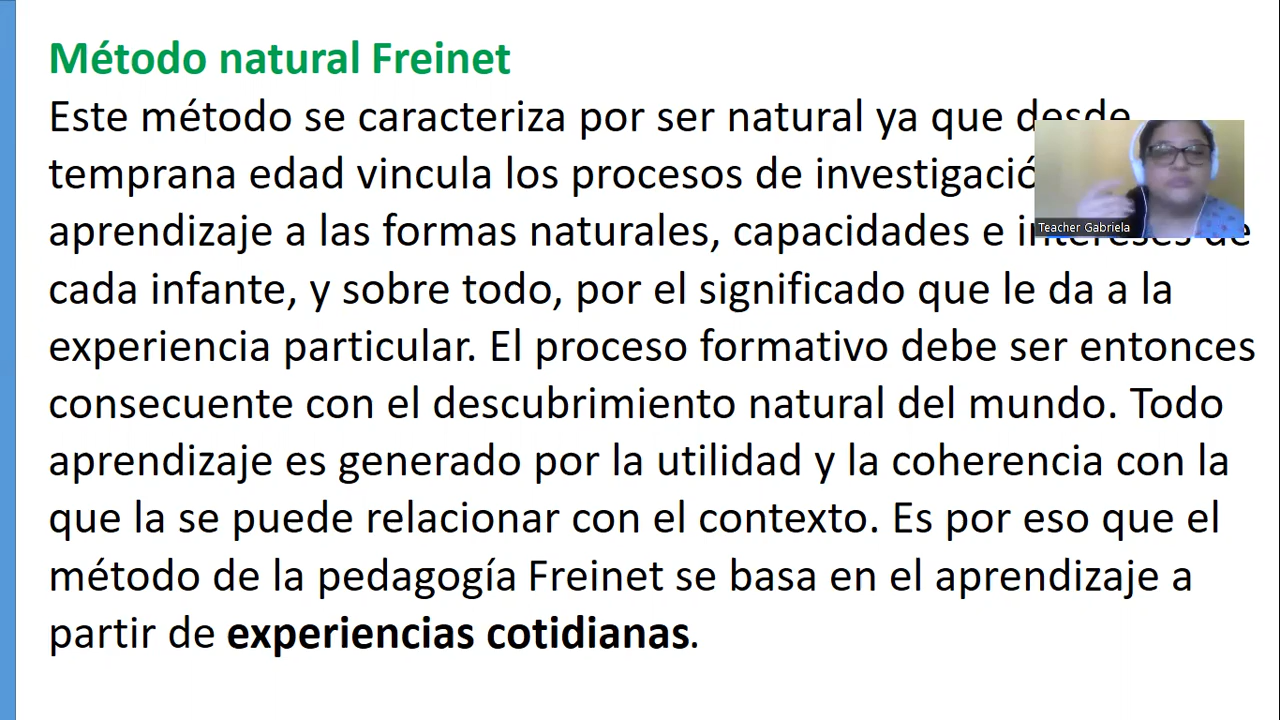 Método natural Freinet
Este método se caracteriza por ser natural ya que desde
temprana edad vincula los procesos de
aprendizaje a las formas naturales, capacidades e intereses de
cada infante, y sobre todo, por el significado que le da a la
experiencia particular. El proceso formativo debe ser entonces
consecuente con el descubrimiento natural del mundo. Todo
aprendizaje es generado por la utilidad y la coherencia con la
que la se puede relacionar con el contexto. Es por eso que el
método de la pedagogía Freinet se basa en el aprendizaje a
partir de experiencias cotidianas.
Teacher Gabriela